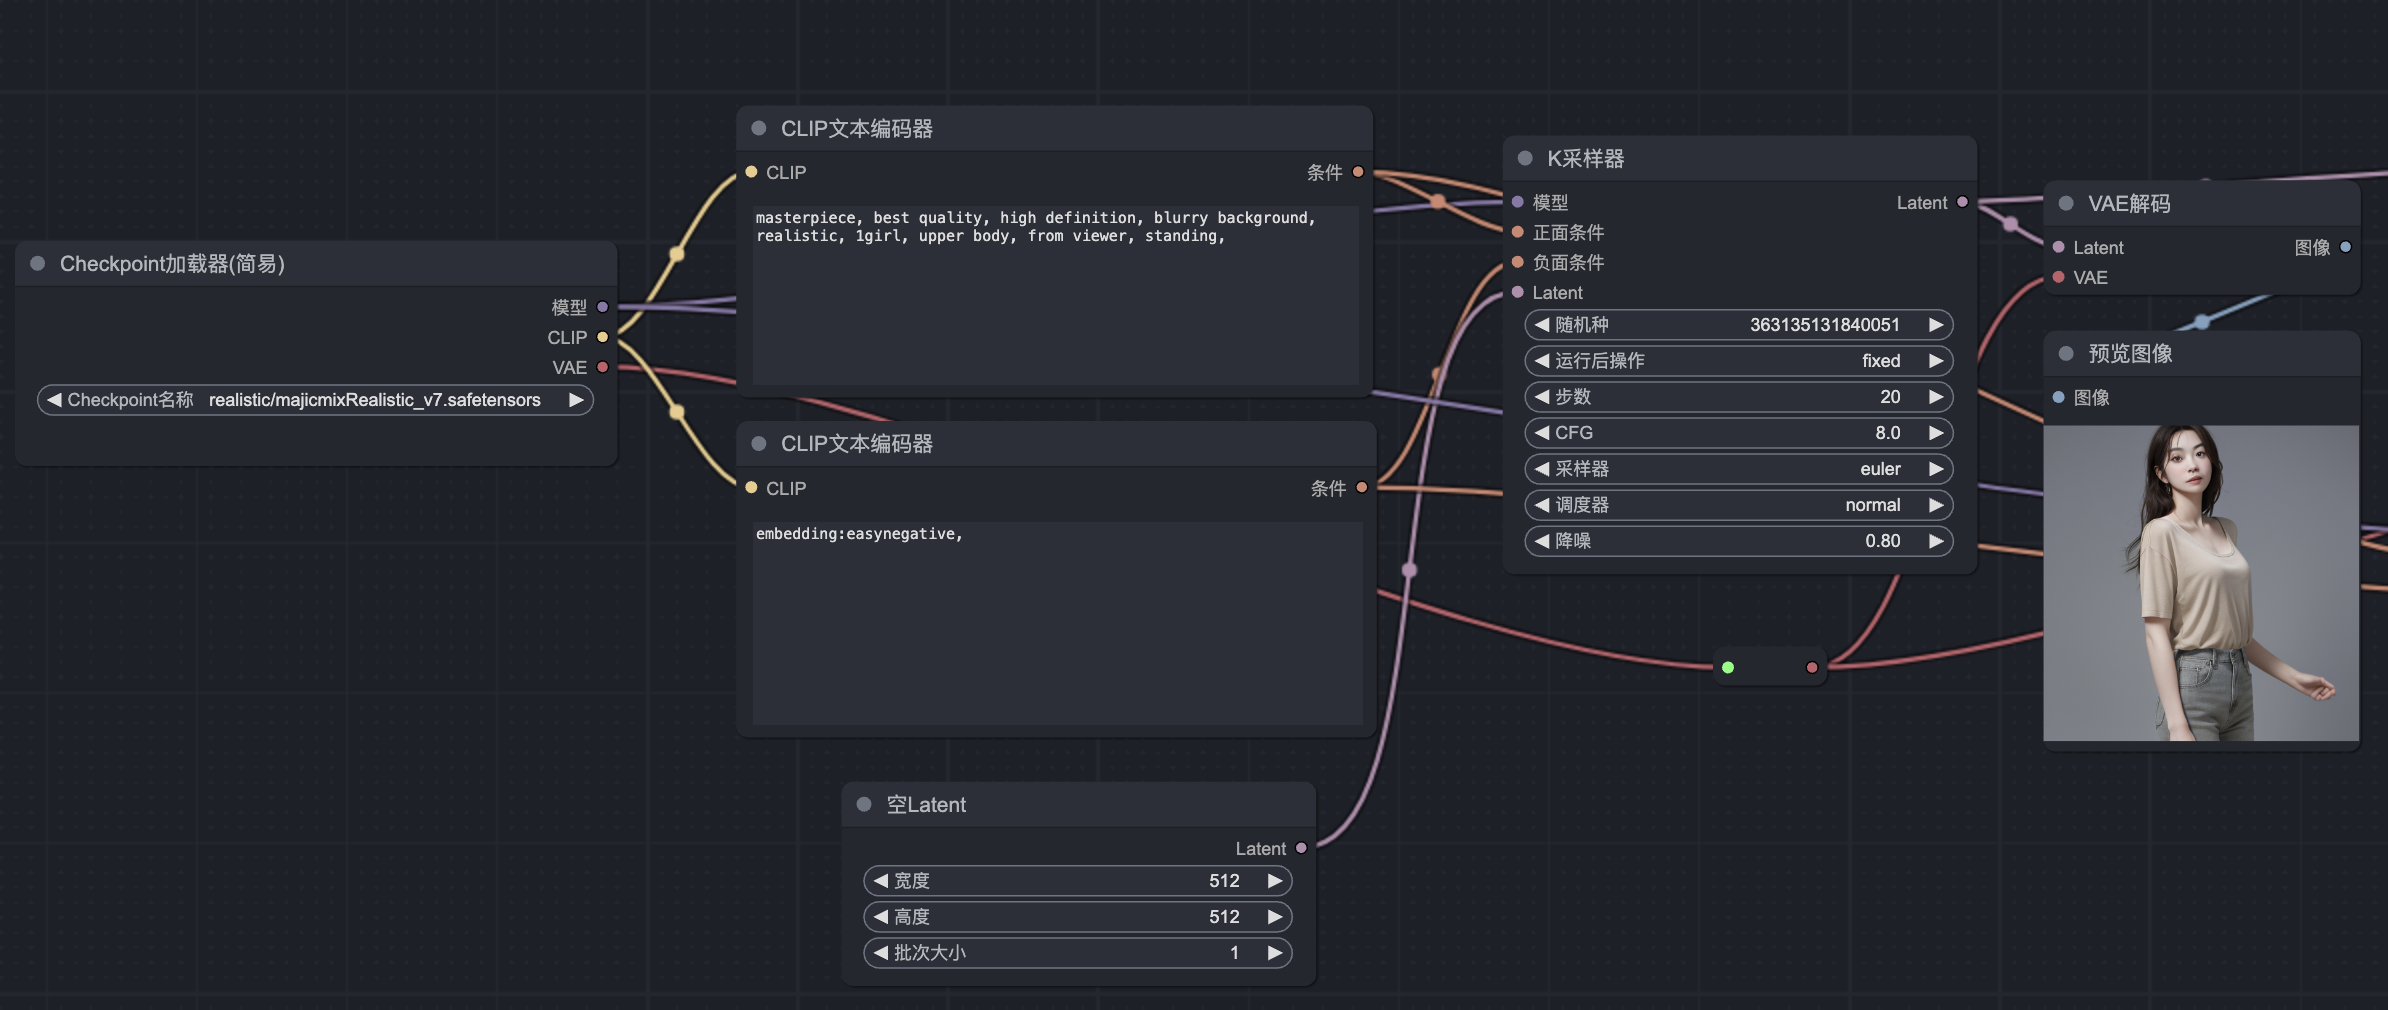 Checkpoint加载器(简易)
模型
CLIP
VAE
Checkpoint名称 realistic/majicmixRealistic_v7.safetensors
CLIP文本编码器
CLIP 条件
masterpiece, best quality, high definition, blurry background,
realistic, 1girl, upper body, from viewer, standing,
CLIP文本编码器
CLIP 条件
embedding:easynegative,
空Latent
Latent
宽度 512
高度 512
批次大小 1
K采样器
模型 Latent
正面条件
负面条件
Latent
随机种 363135131840051
运行后操作 fixed
步数 20
CFG 8.0
采样器 euler
调度器 normal
降噪 0.80
VAE解码
Latent 图像
VAE
预览图像
图像